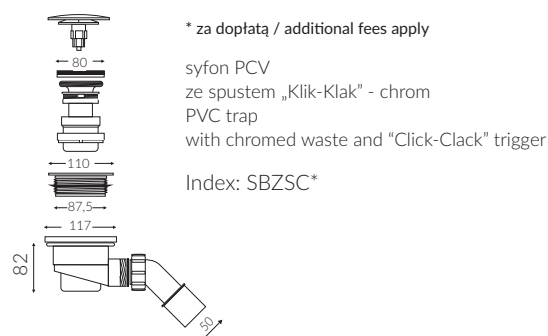 * za dopłatą / additional fees apply
80
syfon PCV
ze spustem „Klik-Klak” - chrom
PVC trap
with chromed waste and “Click-Clack” trigger
110
Index: SBZSC*
87,5
117
82
50